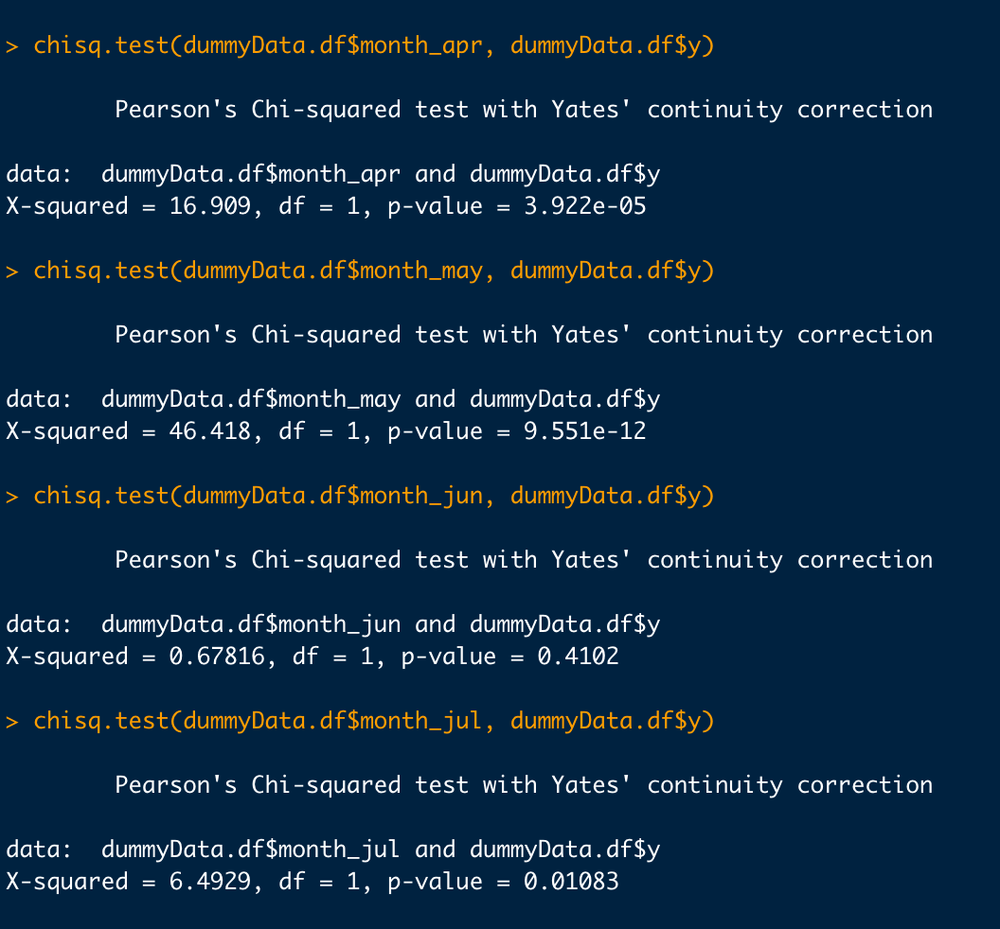 > chisq.test(dummyData.df$month_apr, dummyData.df$y)
Pearson's Chi-squared test with Yates' continuity correction
data:  dummyData.df$month_apr and dummyData.df$y
X-squared = 16.909, df = 1, p-value = 3.922e-05
> chisq.test(dummyData.df$month_may, dummyData.df$y)
Pearson's Chi-squared test with Yates' continuity correction
data:  dummyData.df$month_may and dummyData.df$y
X-squared = 46.418, df = 1, p-value = 9.551e-12
> chisq.test(dummyData.df$month_jun, dummyData.df$y)
Pearson's Chi-squared test with Yates' continuity correction
data:  dummyData.df$month_jun and dummyData.df$y
X-squared = 0.67816, df = 1, p-value = 0.4102
> chisq.test(dummyData.df$month_jul, dummyData.df$y)
Pearson's Chi-squared test with Yates' continuity correction
data:  dummyData.df$month_jul and dummyData.df$y
X-squared = 6.4929, df = 1, p-value = 0.01083